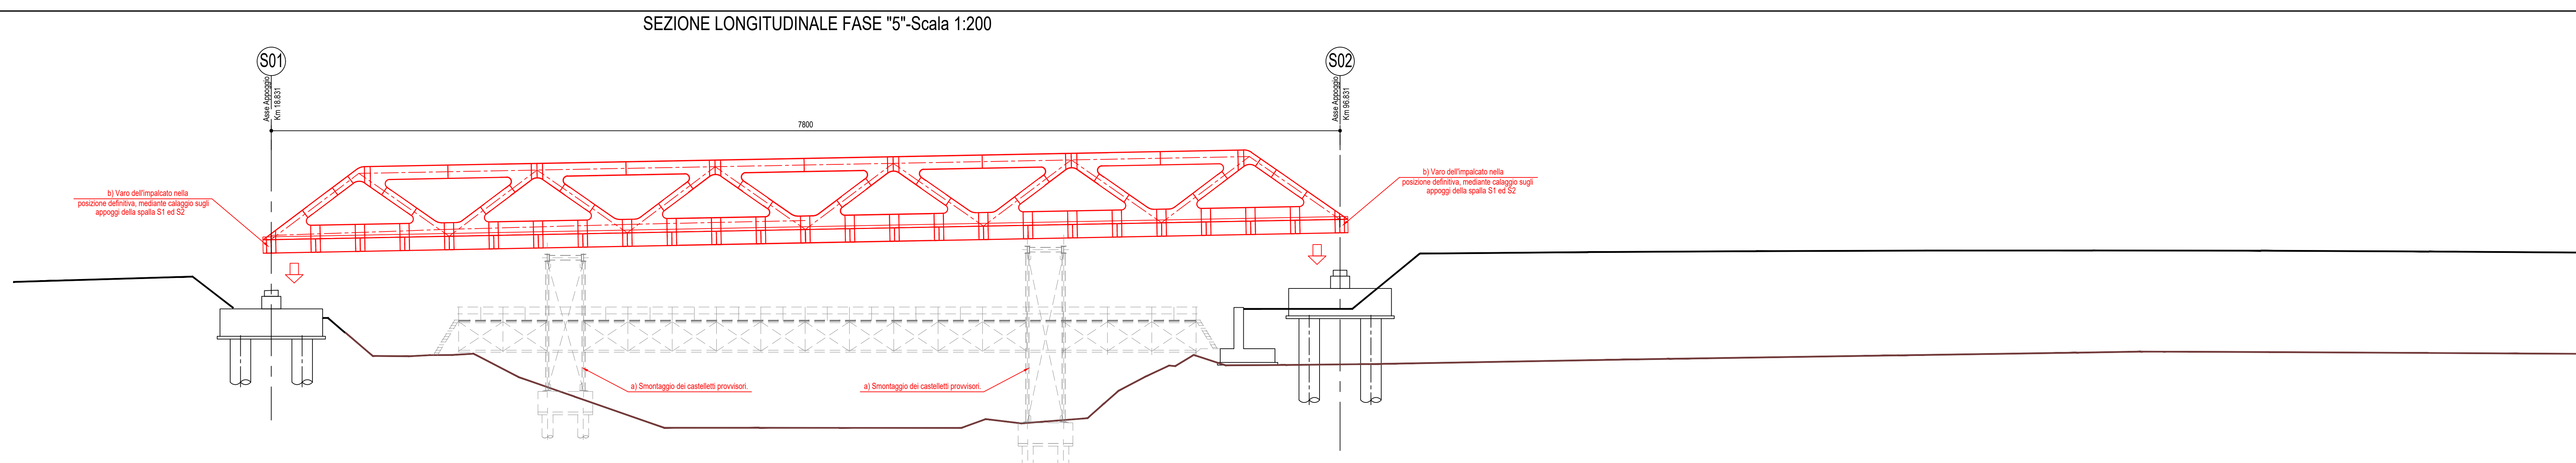 SEZIONE LONGITUDINALE FASE "5"-Scala 1:200
S01
Asse Appoggio
Km 18.831
S02
Asse Appoggio
Km 96.831
7800
b) Varo dell'impalcato nella
posizione definitiva, mediante calaggio sugli
appoggi della spalla S1 ed S2
b) Varo dell'impalcato nella
posizione definitiva, mediante calaggio sugli
appoggi della spalla S1 ed S2
a) Smontaggio dei castelletti provvisori.
a) Smontaggio dei castelletti provvisori.